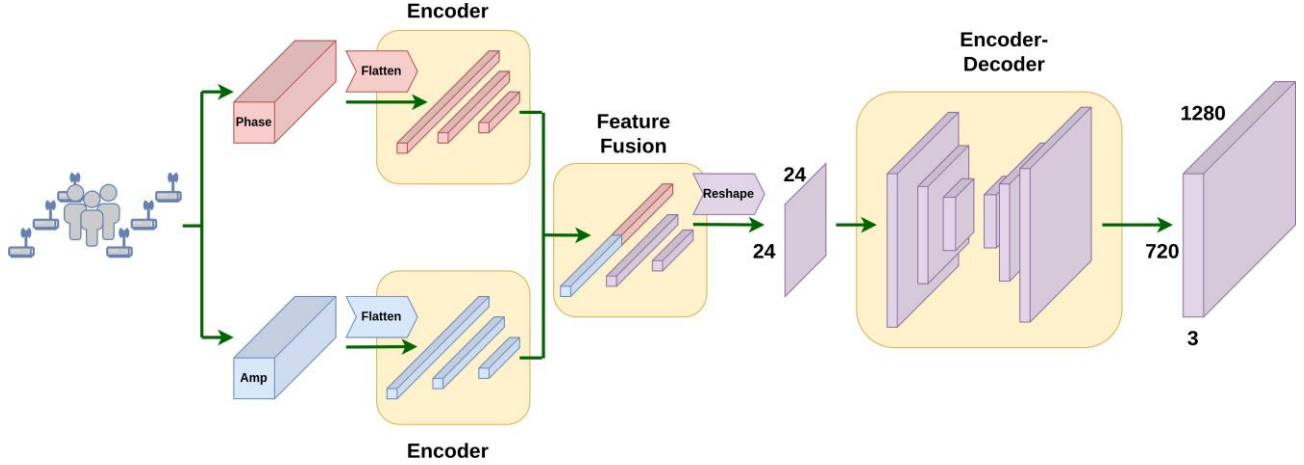 Encoder
Flatten
Phase
Feature
Fusion
Reshape
24
24
Flatten
Amp
Encoder
Encoder-
Decoder
1280
720
3